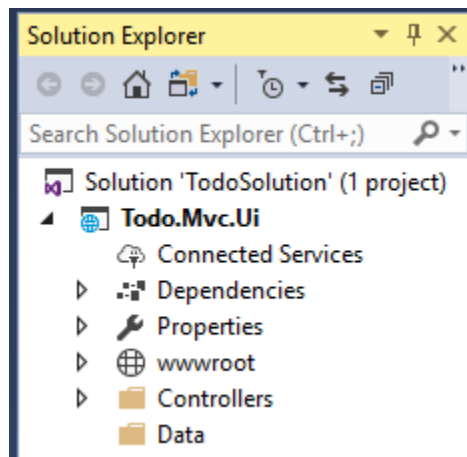 Solution Explorer
Search Solution Explorer (Ctrl+;)
Solution 'TodoSolution' (1 project)
Todo.Mvc.Ui
Connected Services
Dependencies
Properties
wwwroot
Controllers
Data